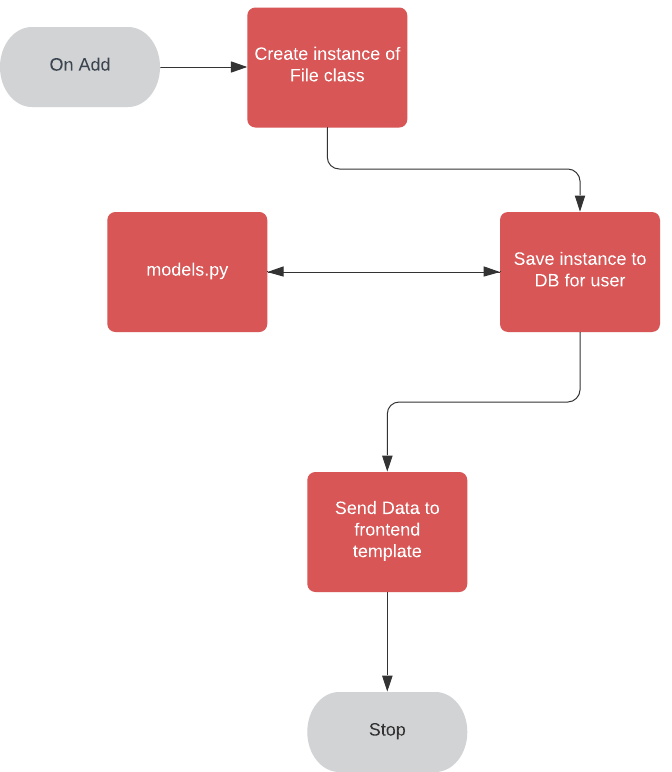 On Add
Create instance of
File class
models.py
Save instance to
DB for user
Send Data to
frontend
template
Stop